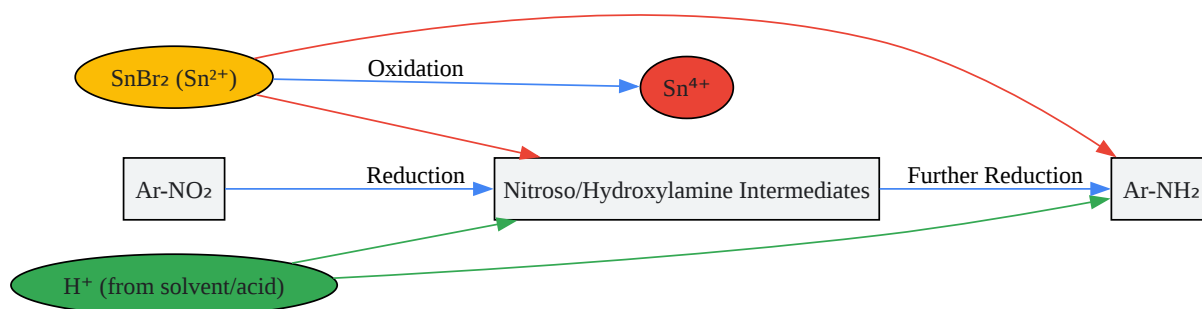 SnBr₂ (Sn²⁺)
Oxidation
Sn⁴⁺
Ar-NO₂
Reduction
Nitroso/Hydroxylamine Intermediates
Further Reduction
Ar-NH₂
H⁺ (from solvent/acid)